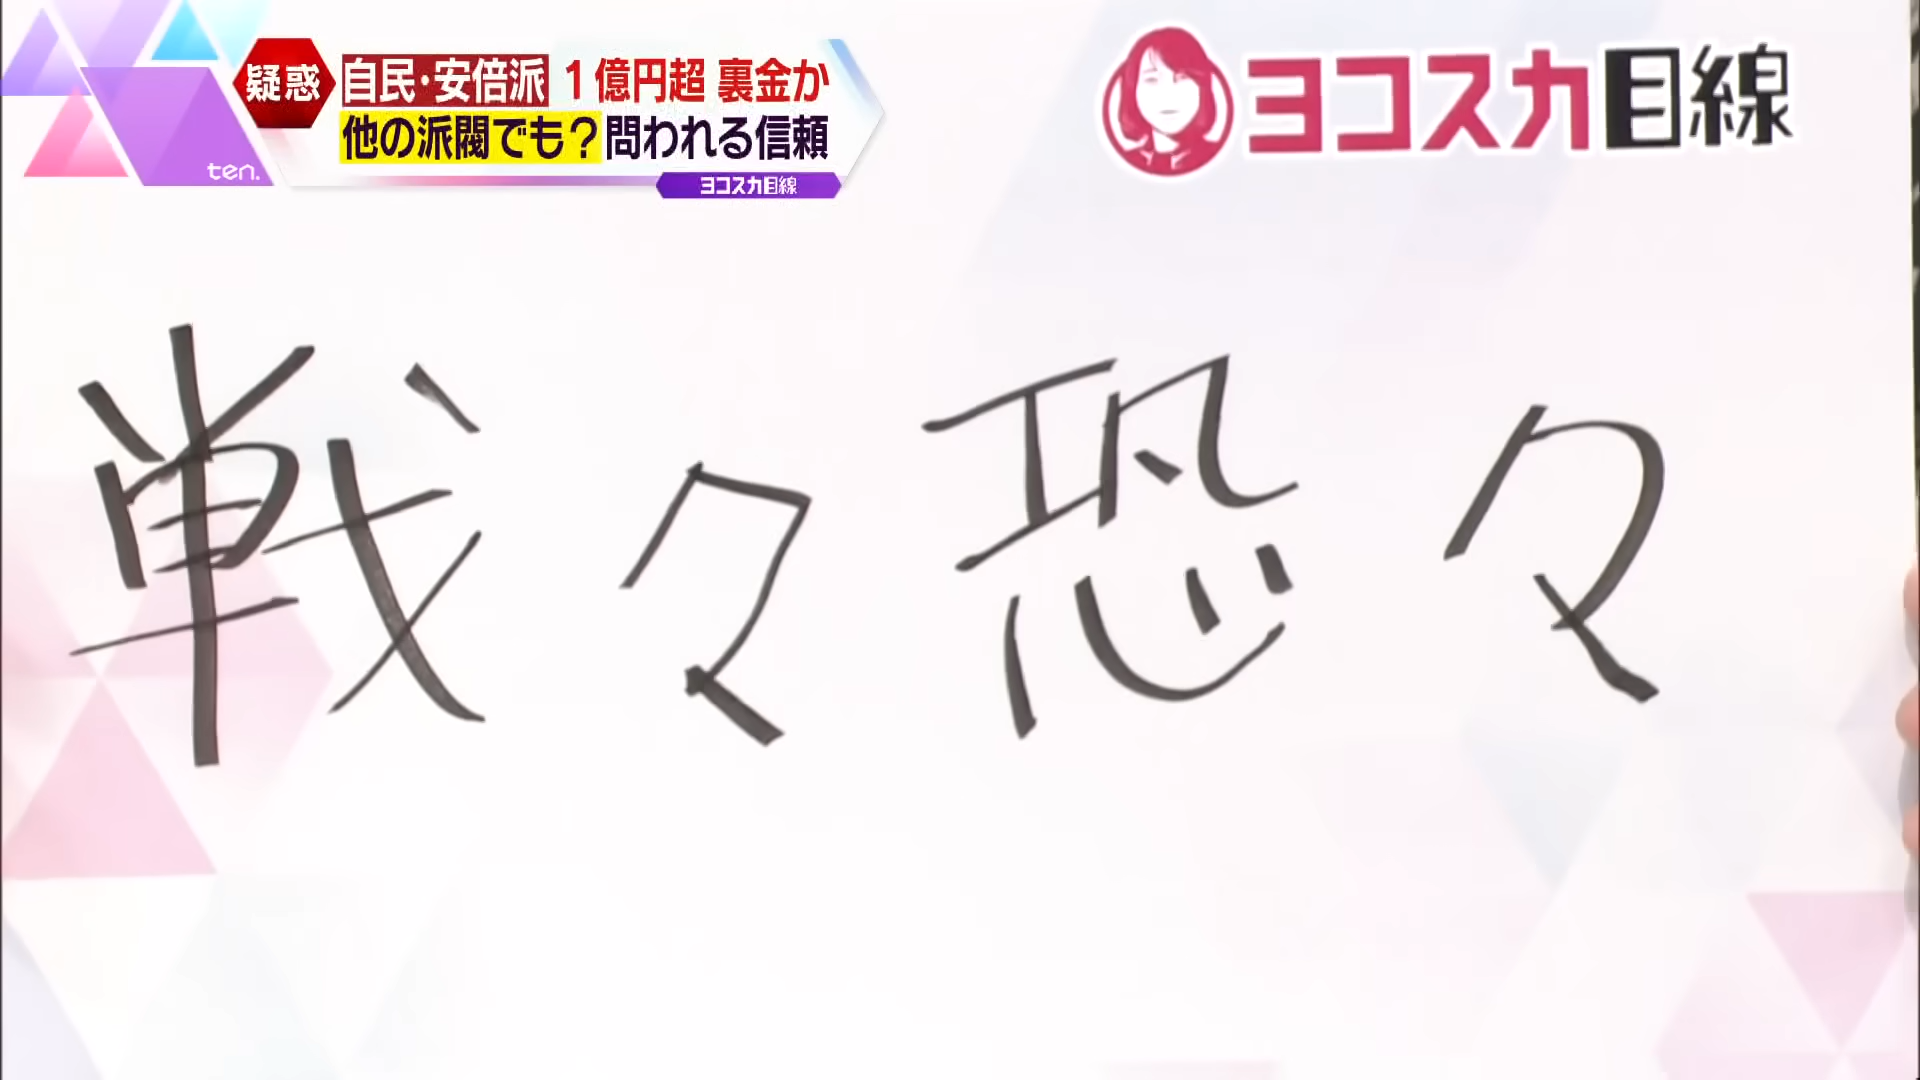 疑惑
自民・安倍派 1億円超 裏金か
他の派閥でも？問われる信頼
ten.
ヨコスカ目線
ヨコスカ目線
戦々恐々